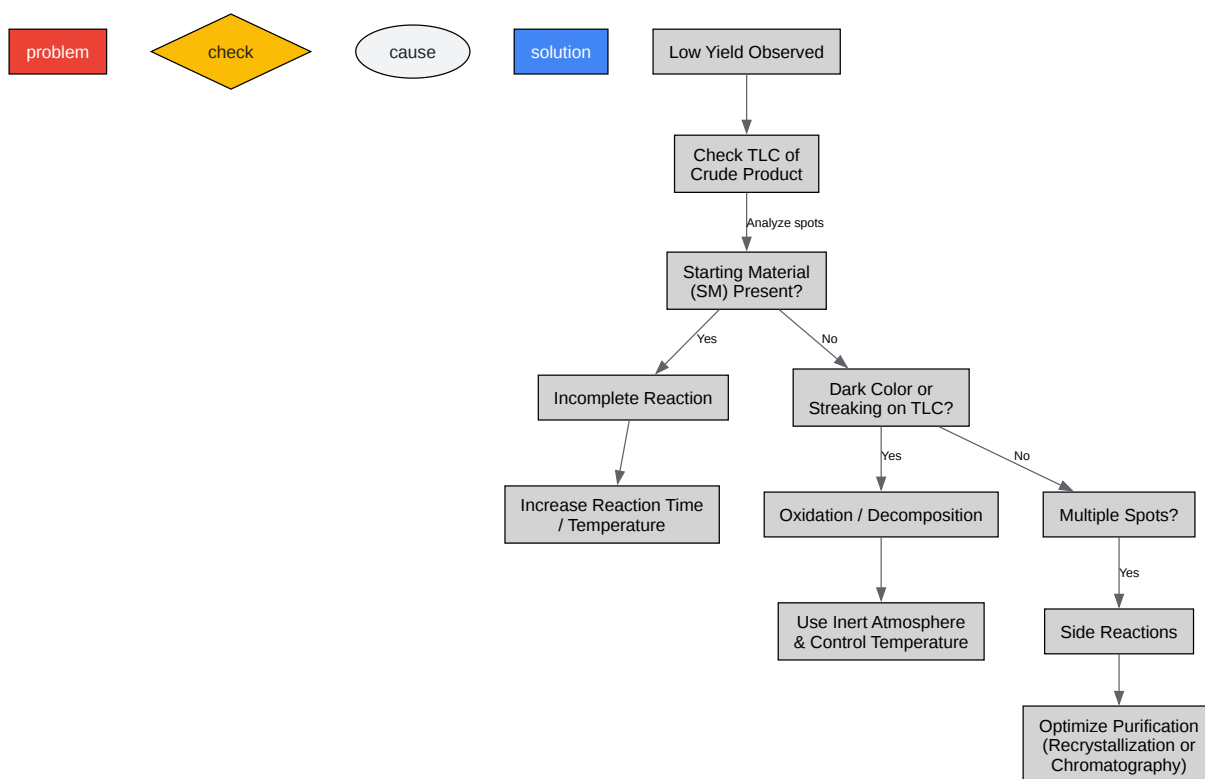 problem
check
cause
solution
Low Yield Observed
Check TLC of
Crude Product
Analyze spots
Starting Material
(SM) Present?
Yes
No
Incomplete Reaction
Dark Color or
Streaking on TLC?
Yes
No
Increase Reaction Time
/ Temperature
Oxidation / Decomposition
Multiple Spots?
Yes
Use Inert Atmosphere
& Control Temperature
Side Reactions
Optimize Purification
(Recrystallization or
Chromatography)